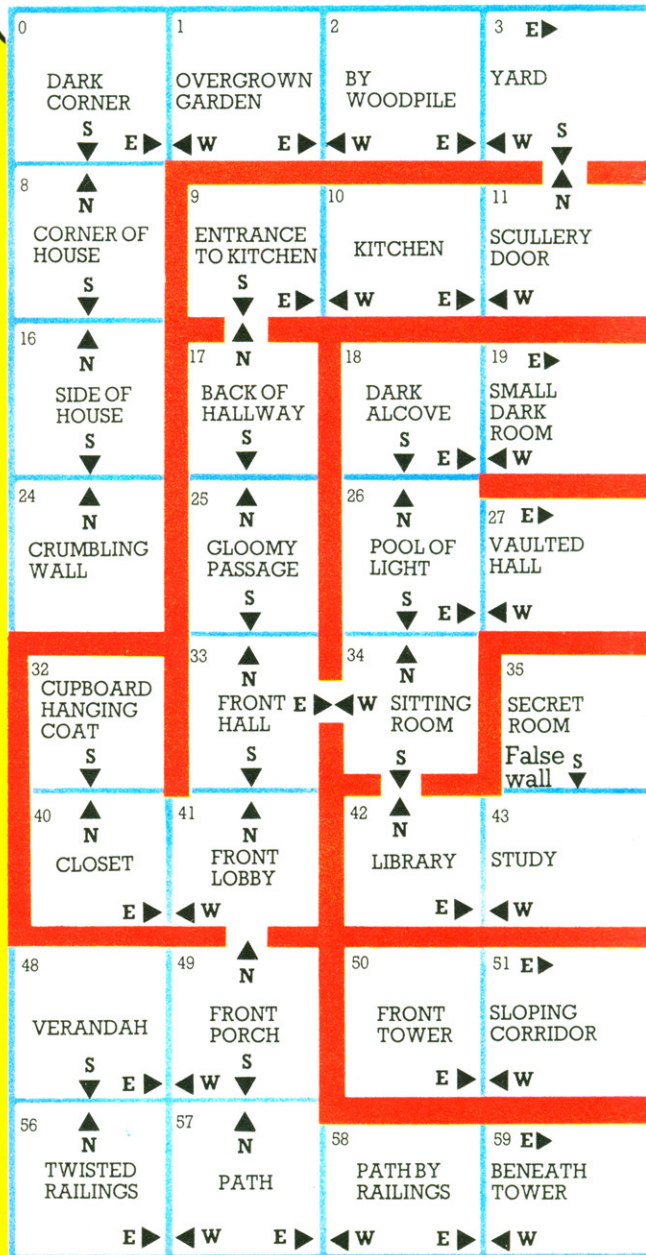 0
DARK
CORNER
S
E
1
OVERGROWN
GARDEN
W
E
2
BY
WOODPILE
W
E
3 E
YARD
W
S
8
N
CORNER OF
HOUSE
S
9
ENTRANCE
TO KITCHEN
S
E
10
KITCHEN
W
E
11
N
SCULLERY
DOOR
W
16
N
SIDE OF
HOUSE
S
17
N
BACK OF
HALLWAY
S
18
DARK
ALCOVE
S
E
19 E
SMALL
DARK
ROOM
W
24
N
CRUMBLING
WALL
25
N
GLOOMY
PASSAGE
S
26
N
POOL OF
LIGHT
S
E
27 E
VAULTED
HALL
W
32
CUPBOARD
HANGING
COAT
S
33
N
FRONT
HALL
E
S
34
N
W
SITTING
ROOM
S
35
SECRET
ROOM
False
wall S
40
N
CLOSET
E
41
N
FRONT
LOBBY
W
42
N
LIBRARY
E
43
STUDY
W
48
VERANDAH
S
E
49
N
FRONT
PORCH
S
W
50
FRONT
TOWER
E
51 E
SLOPING
CORRIDOR
W
56
N
TWISTED
RAILINGS
E
57
N
PATH
W
E
58
PATH BY
RAILINGS
W
E
59 E
BENEATH
TOWER
W